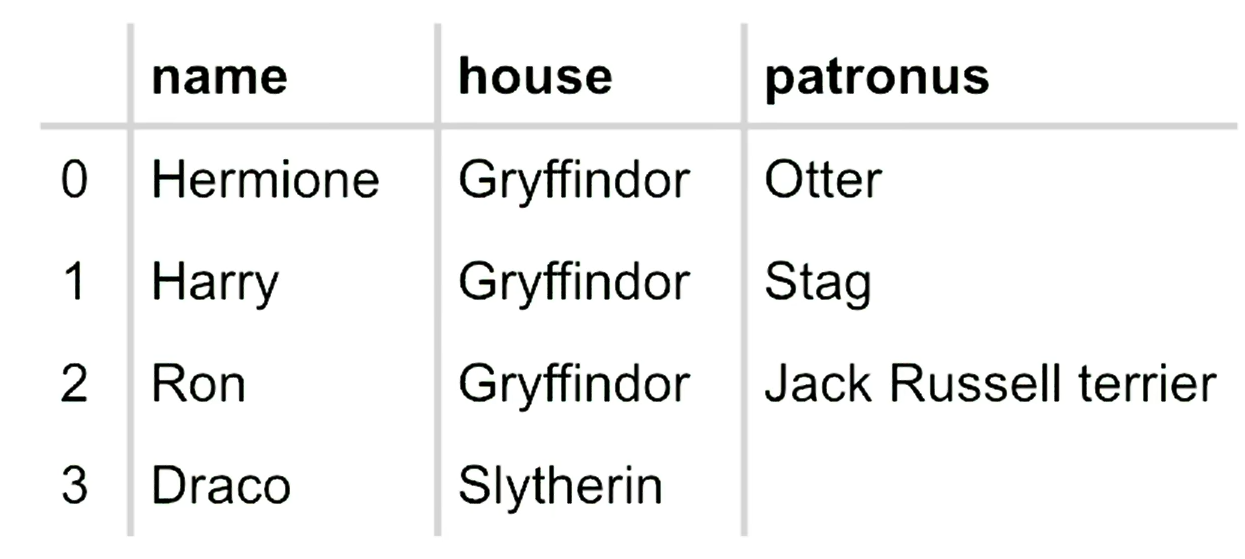 name house patronus
0 Hermione Gryffindor Otter
1 Harry Gryffindor Stag
2 Ron Gryffindor Jack Russell terrier
3 Draco Slytherin